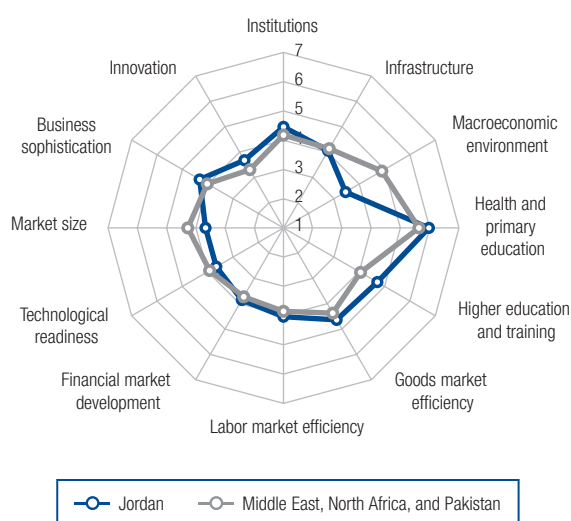 Institutions
7
6
5
4
3
2
1
Infrastructure
Macroeconomic
environment
Health and
primary
education
Higher education
and training
Goods market
efficiency
Labor market efficiency
Financial market
development
Technological
readiness
Market size
Business
sophistication
Innovation
Jordan
Middle East, North Africa, and Pakistan